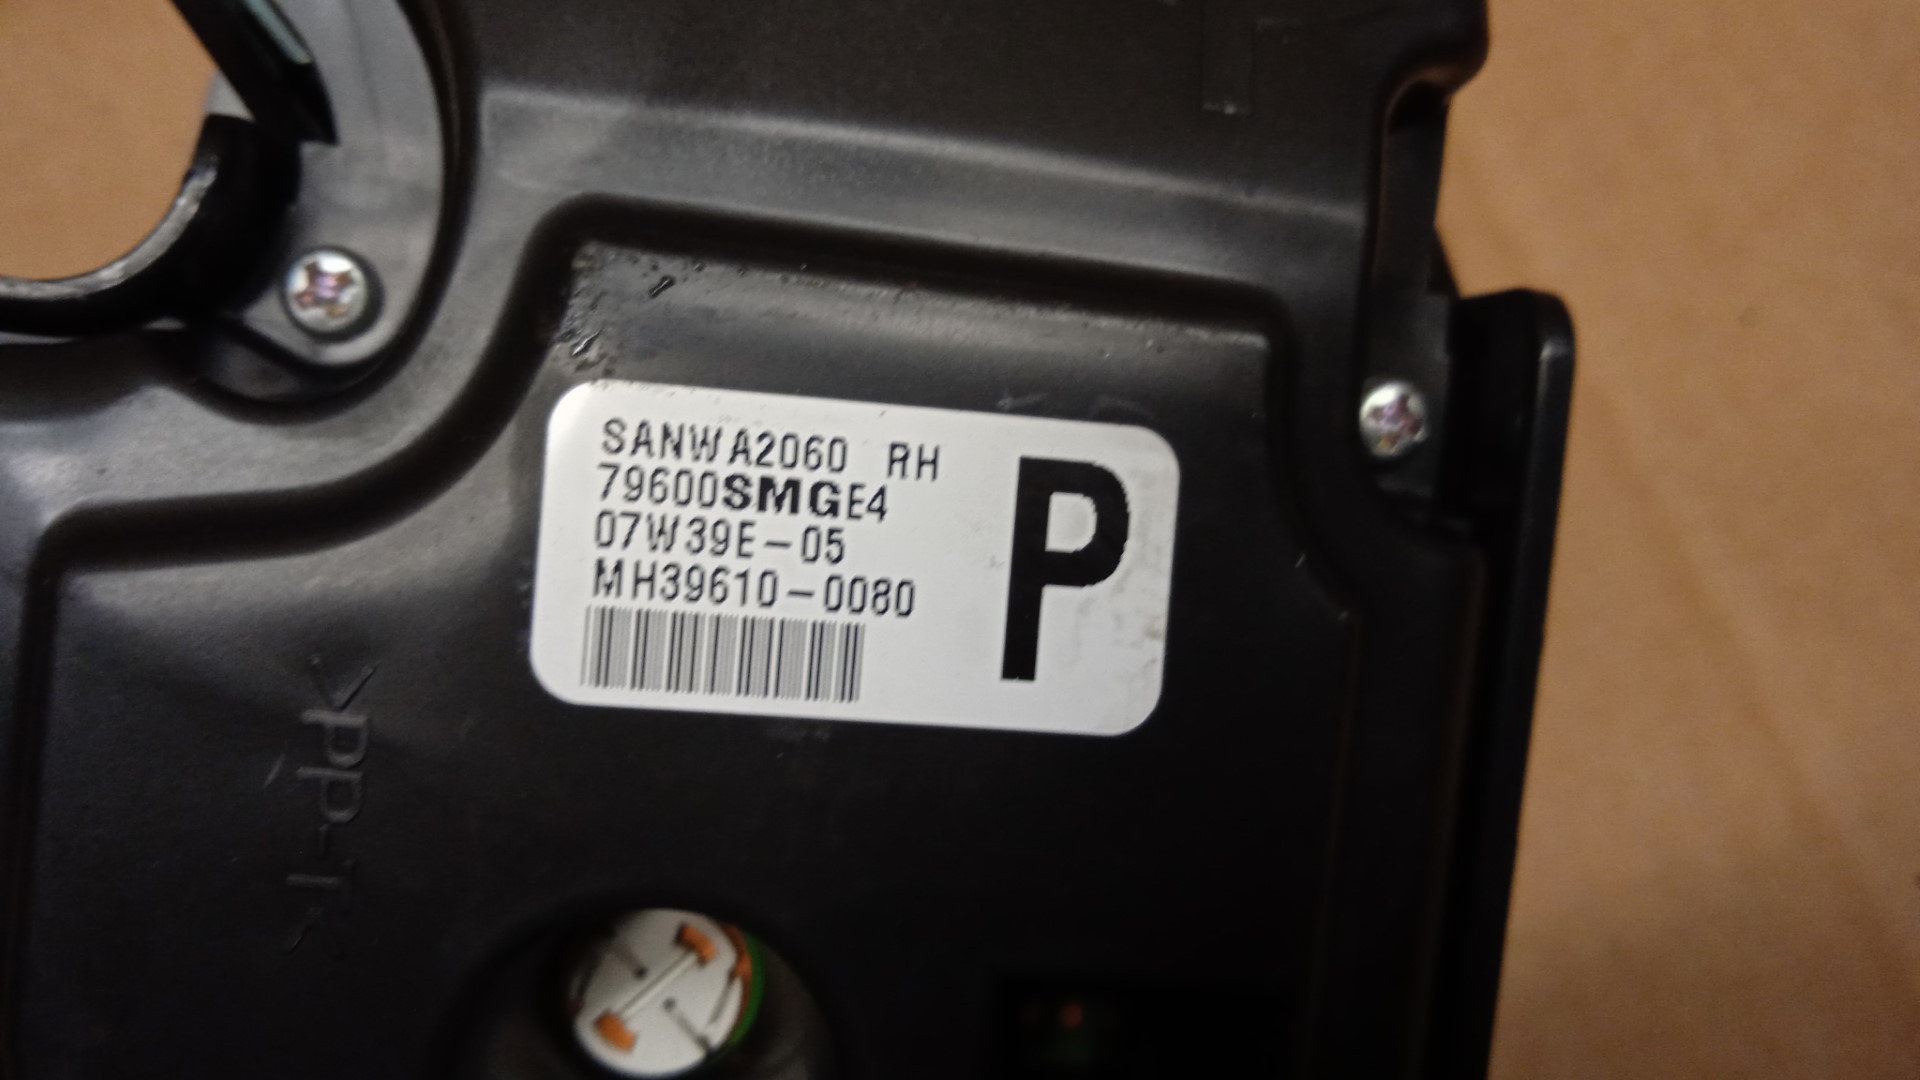 SANWA2060 RH
79600SMGE4
07W39E-05
MH39610-0080
P
>PP-I<